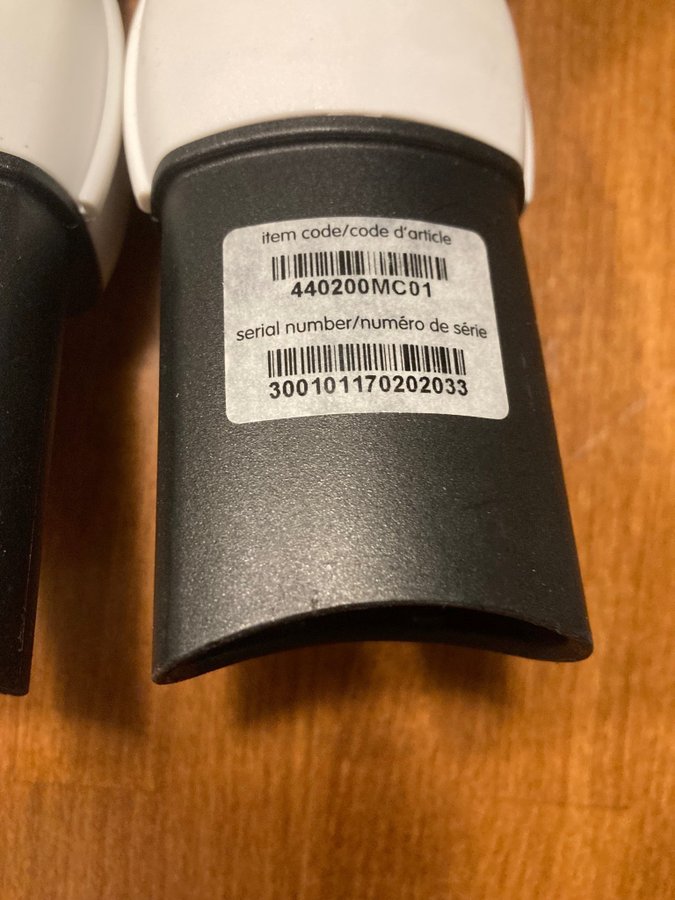 item code/code d'article
440200MC01
serial number/numéro de série
300101170202033